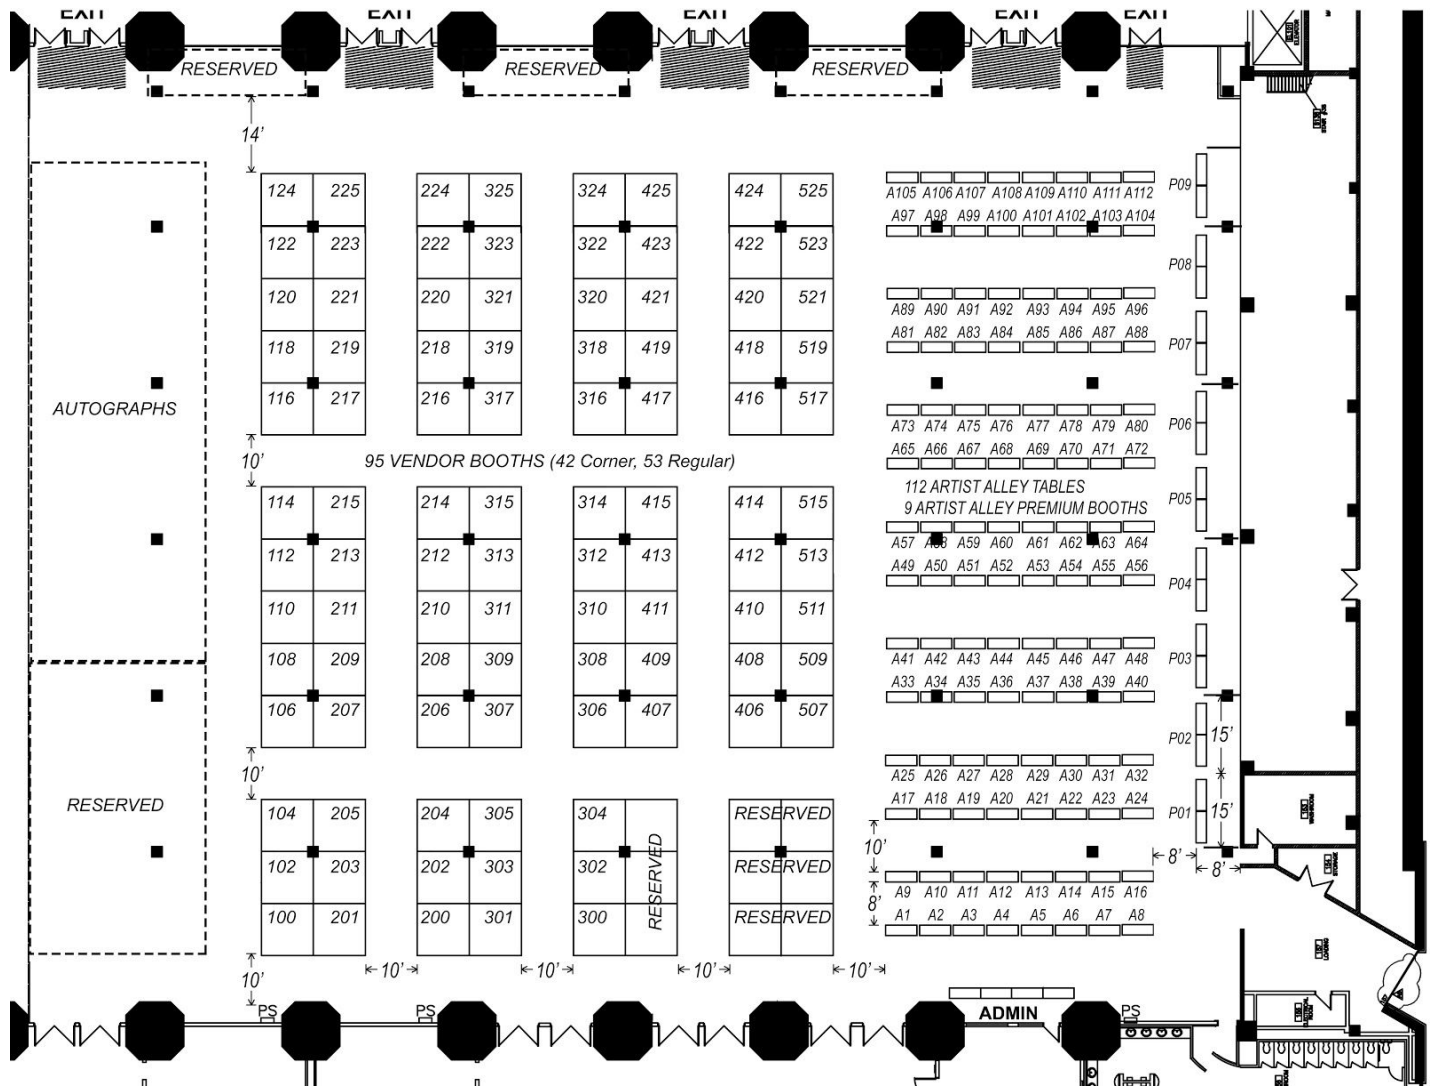 EXIT EXIT EXIT EXIT EXIT
RESERVED RESERVED RESERVED
ELEVATOR
14'
124 225 224 325 324 425 424 525
A105 A106 A107 A108 A109 A110 A111 A112
P09
A97 A98 A99 A100 A101 A102 A103 A104
122 223 222 323 322 423 422 523
P08
120 221 220 321 320 421 420 521
A89 A90 A91 A92 A93 A94 A95 A96
A81 A82 A83 A84 A85 A86 A87 A88
P07
118 219 218 319 318 419 418 519
116 217 216 317 316 417 416 517
AUTOGRAPHS
A73 A74 A75 A76 A77 A78 A79 A80
P06
A65 A66 A67 A68 A69 A70 A71 A72
10'
95 VENDOR BOOTHS (42 Corner, 53 Regular)
112 ARTIST ALLEY TABLES
9 ARTIST ALLEY PREMIUM BOOTHS
P05
114 215 214 315 314 415 414 515
A57 A59 A60 A61 A62 A63 A64
112 213 212 313 312 413 412 513
A49 A50 A51 A52 A53 A54 A55 A56
P04
110 211 210 311 310 411 410 511
108 209 208 309 308 409 408 509
A41 A42 A43 A44 A45 A46 A47 A48
P03
A33 A34 A35 A36 A37 A38 A39 A40
106 207 206 307 306 407 406 507
P02
15'
10'
A25 A26 A27 A28 A29 A30 A31 A32
A17 A18 A19 A20 A21 A22 A23 A24
P01
15'
RESERVED
104 205 204 305 304 RESERVED
10'
102 203 202 303 302 RESERVED
RESERVED
8'
8'
A9 A10 A11 A12 A13 A14 A15 A16
8'
100 201 200 301 300 RESERVED
A1 A2 A3 A4 A5 A6 A7 A8
STORAGE
LOADING
10' 10' 10' 10'
10'
PS PS ADMIN PS